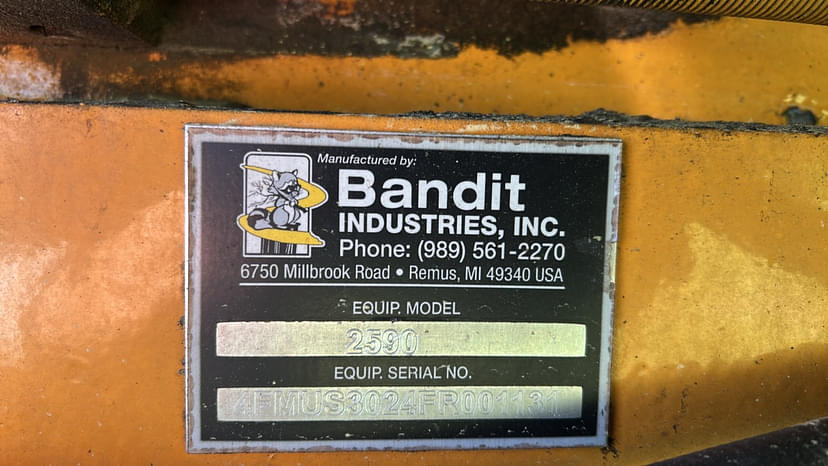 Manufactured by:
Bandit
INDUSTRIES, INC.
Phone: (989) 561-2270
6750 Millbrook Road • Remus, MI 49340 USA
EQUIP. MODEL
2590
EQUIP. SERIAL NO.
4FMUS3024FR001131